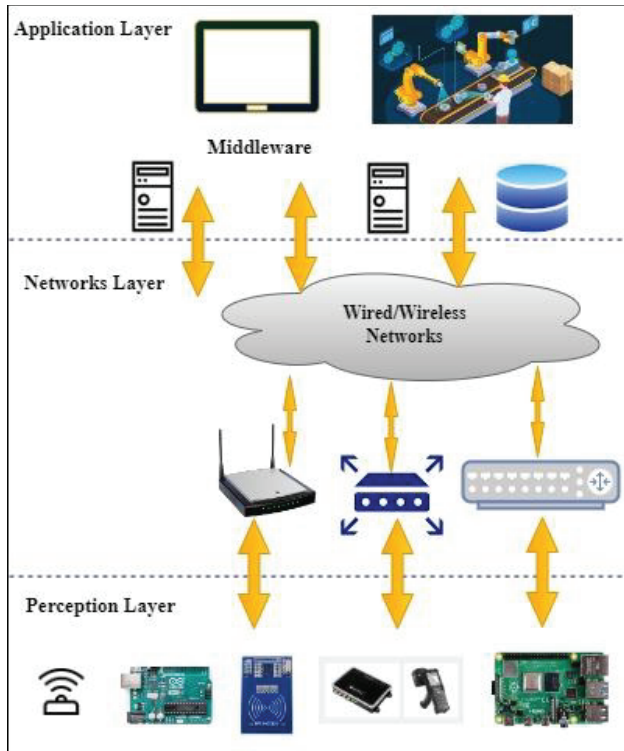 Application Layer
Middleware
Networks Layer
Wired/Wireless
Networks
Perception Layer